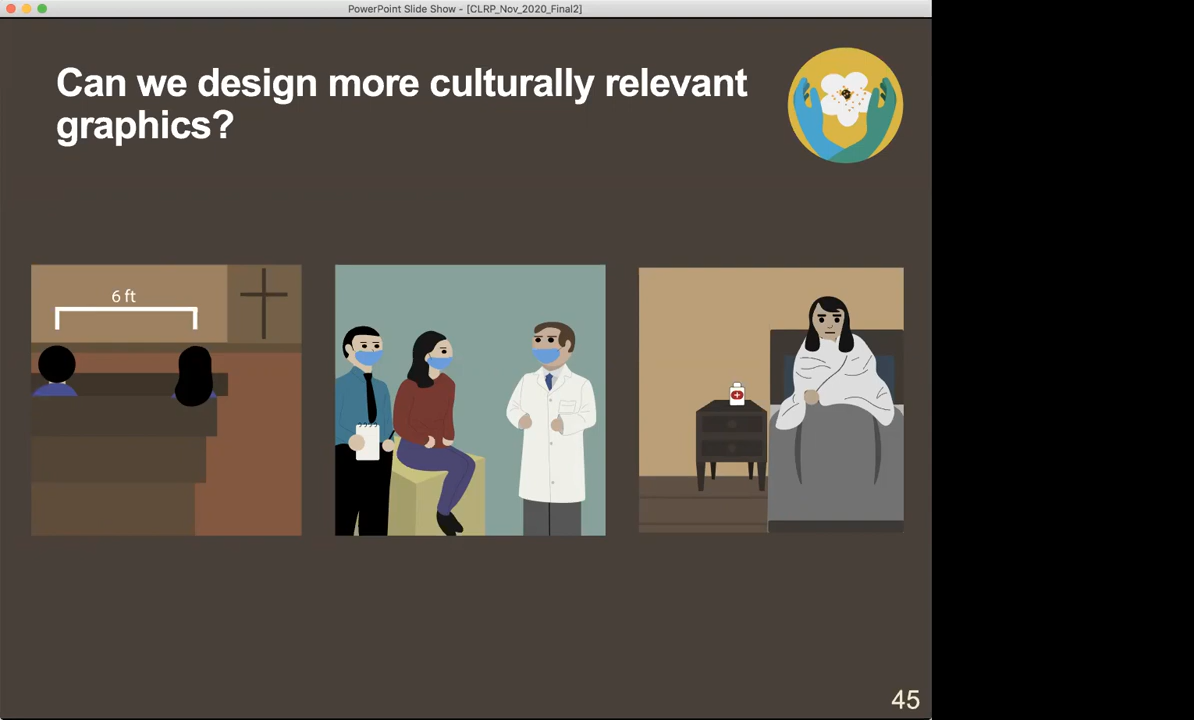 PowerPoint Slide Show - [CLRP_Nov_2020_Final2]
Can we design more culturally relevant
graphics?
6 ft
45